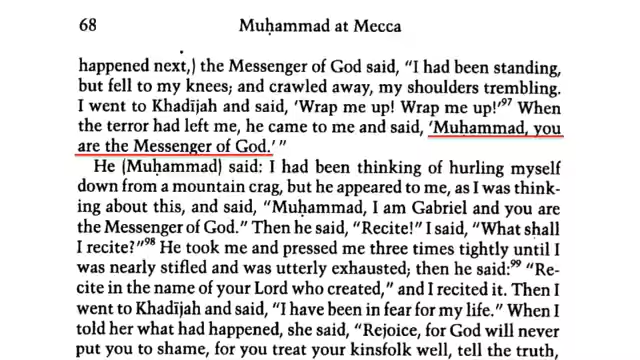 68
Muḥammad at Mecca
happened next,) the Messenger of God said, "I had been standing,
but fell to my knees; and crawled away, my shoulders trembling.
I went to Khadījah and said, 'Wrap me up! Wrap me up!'⁹⁷ When
the terror had left me, he came to me and said, 'Muḥammad, you
are the Messenger of God.' "
He (Muḥammad) said: I had been thinking of hurling myself
down from a mountain crag, but he appeared to me, as I was think-
ing about this, and said, "Muḥammad, I am Gabriel and you are
the Messenger of God." Then he said, "Recite!" I said, "What shall
I recite?"⁹⁸ He took me and pressed me three times tightly until I
was nearly stifled and was utterly exhausted; then he said:⁹⁹ "Re-
cite in the name of your Lord who created," and I recited it. Then I
went to Khadījah and said, "I have been in fear for my life." When I
told her what had happened, she said, "Rejoice, for God will never
put you to shame, for you treat your kinsfolk well, tell the truth,